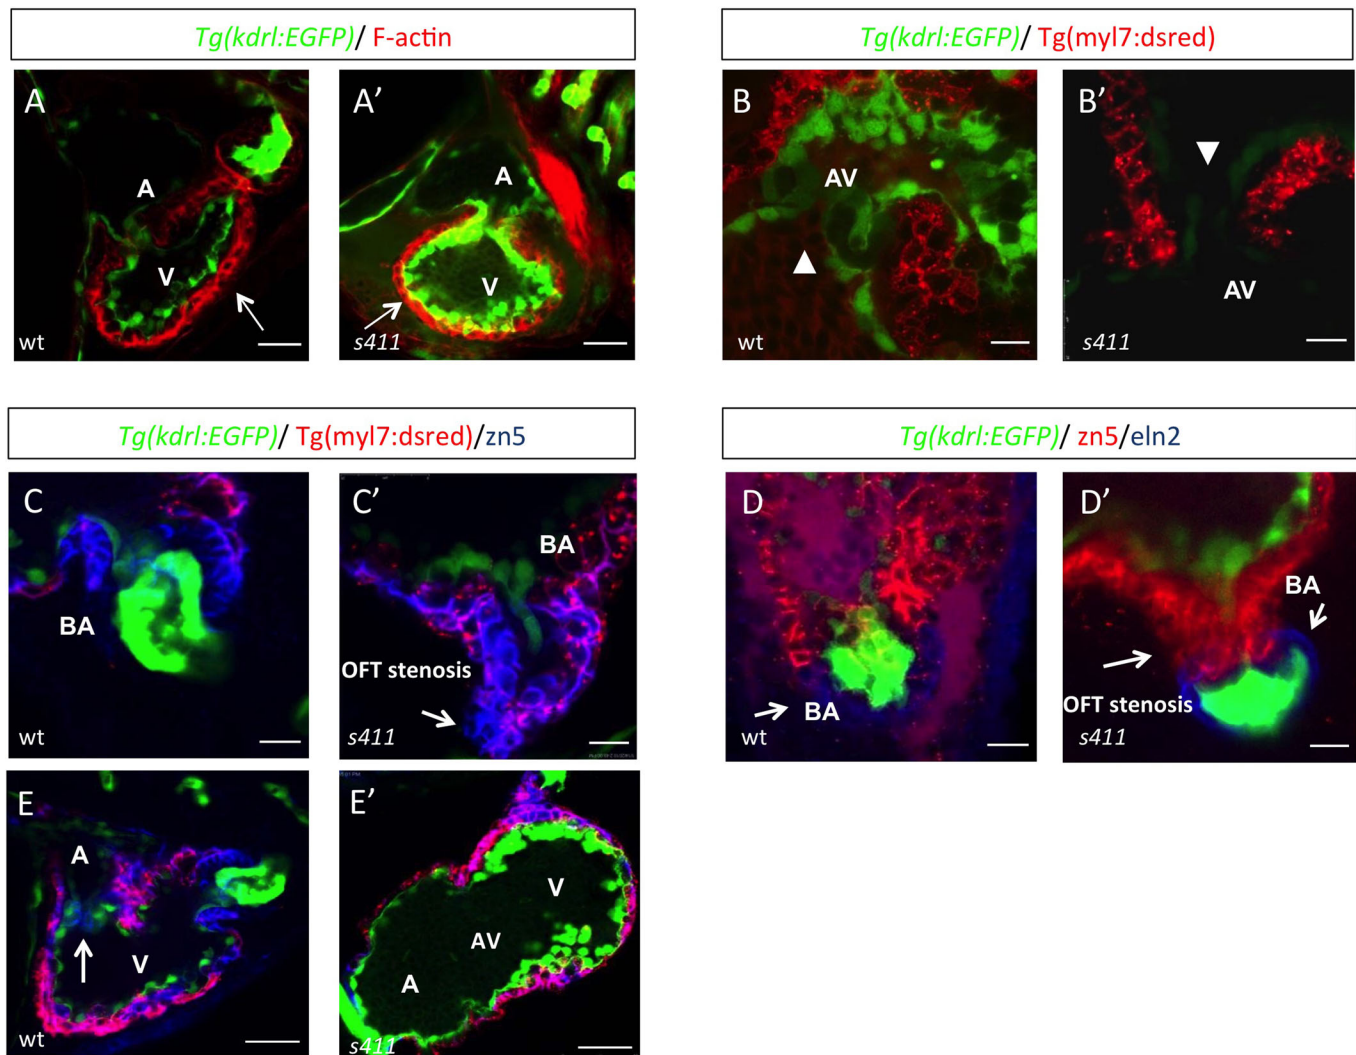 Tg(kdrl:EGFP)/ F-actin
Tg(kdrl:EGFP)/ Tg(myl7:dsred)
A
A
V
wt
A’
A
V
s411
B
AV
wt
B’
AV
s411
Tg(kdrl:EGFP)/ Tg(myl7:dsred)/zn5
Tg(kdrl:EGFP)/ zn5/eln2
C
BA
wt
C’
BA
OFT stenosis
s411
D
BA
wt
D’
BA
OFT stenosis
s411
E
A
V
wt
E’
V
AV
A
s411